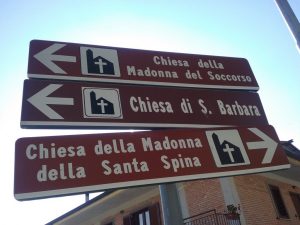 Chiesa della
Madonna del Soccorso
Chiesa di S. Barbara
Chiesa della Madonna
della Santa Spina